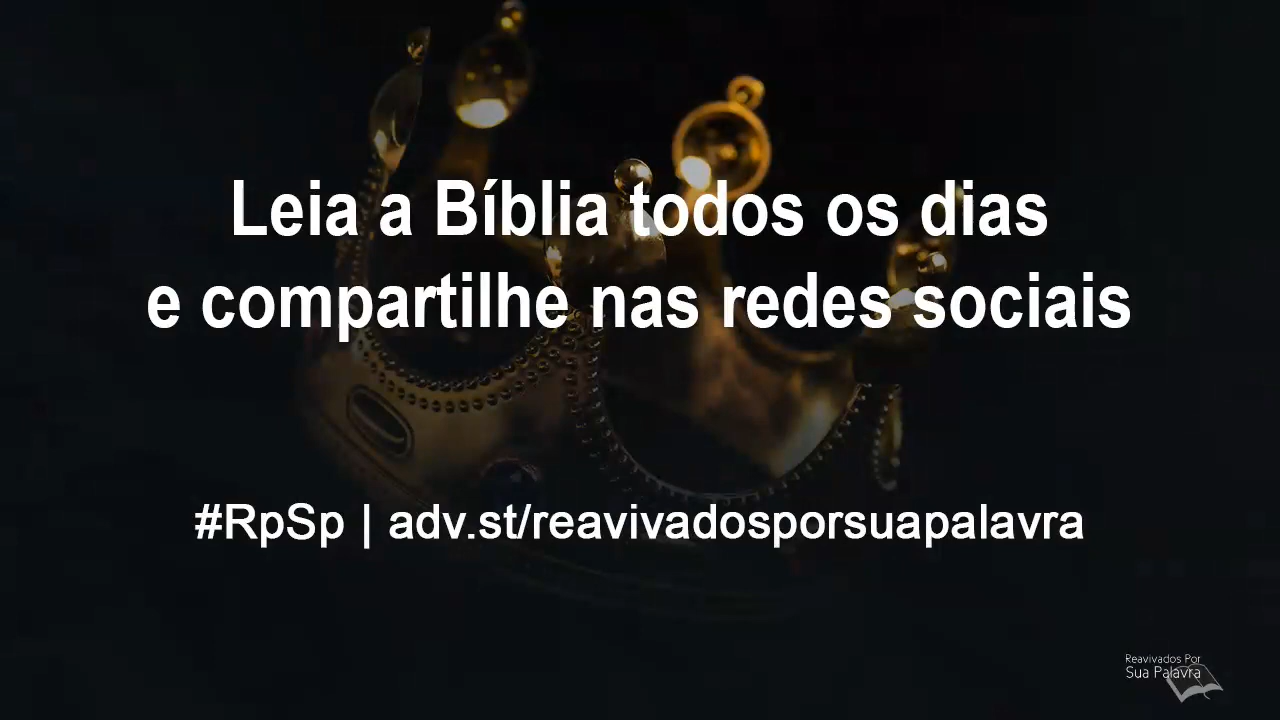 Leia a Bíblia todos os dias
e compartilhe nas redes sociais
#RpSp | adv.st/reavivadosporsuapalavra
Reavivados Por
Sua Palavra